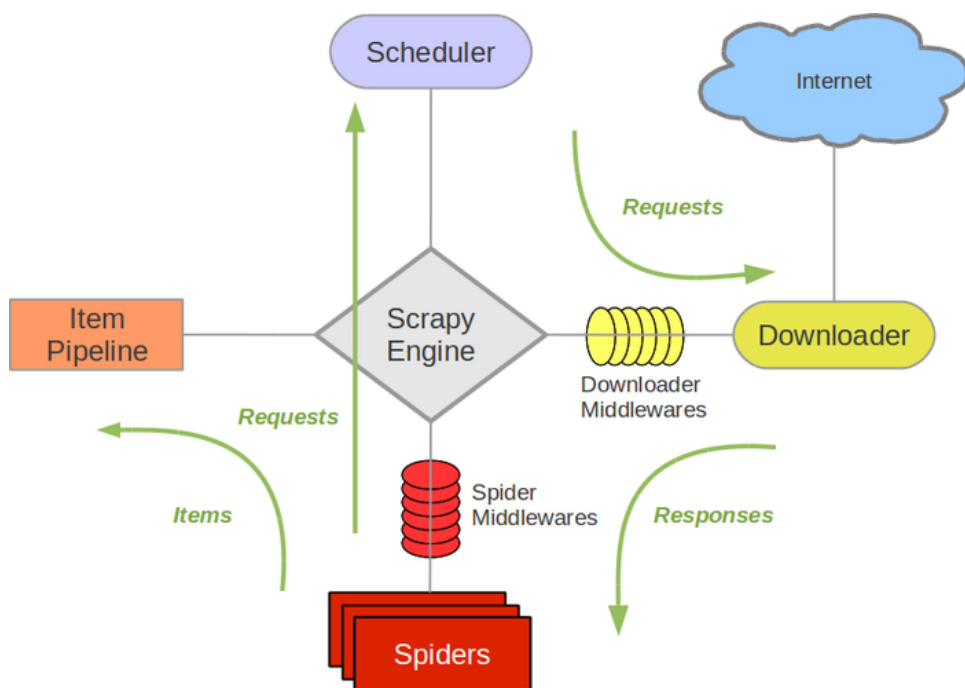 Scheduler
Internet
Requests
Item
Pipeline
Scrapy
Engine
Downloader
Downloader
Middlewares
Requests
Items
Spider
Middlewares
Responses
Spiders